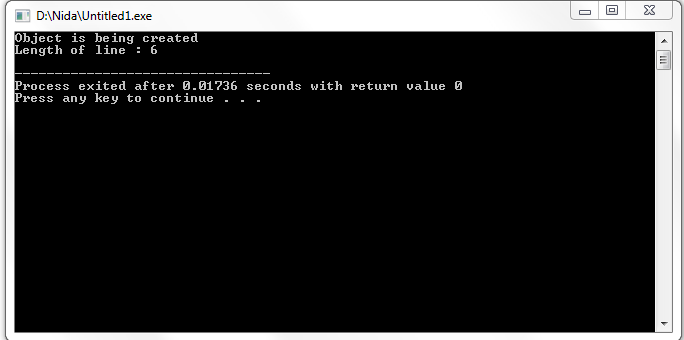 D:\Nida\Untitled1.exe
Object is being created
Length of line : 6
--------------------------------
Process exited after 0.01736 seconds with return value 0
Press any key to continue . . .